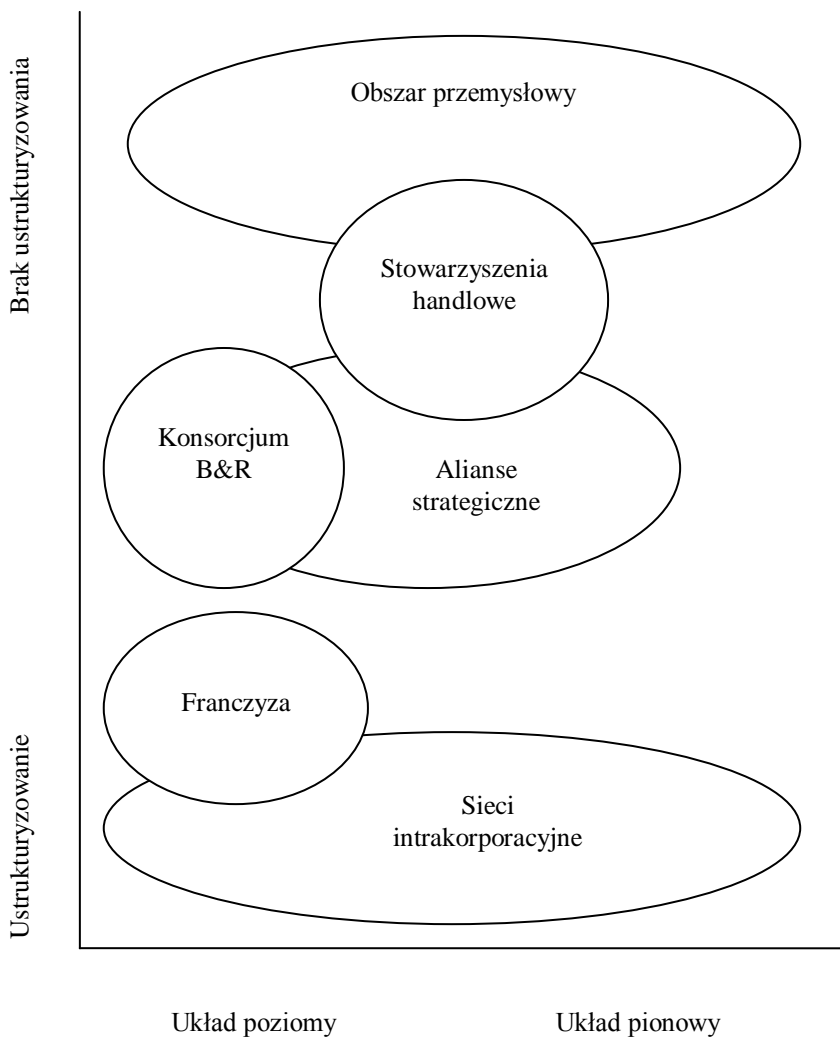 Brak ustrukturyzowania
Obszar przemysłowy
Stowarzyszenia
handlowe
Konsorcjum
B&R
Alianse
strategiczne
Franczyza
Ustrukturyzowanie
Sieci
intrakorporacyjne
Układ poziomy
Układ pionowy